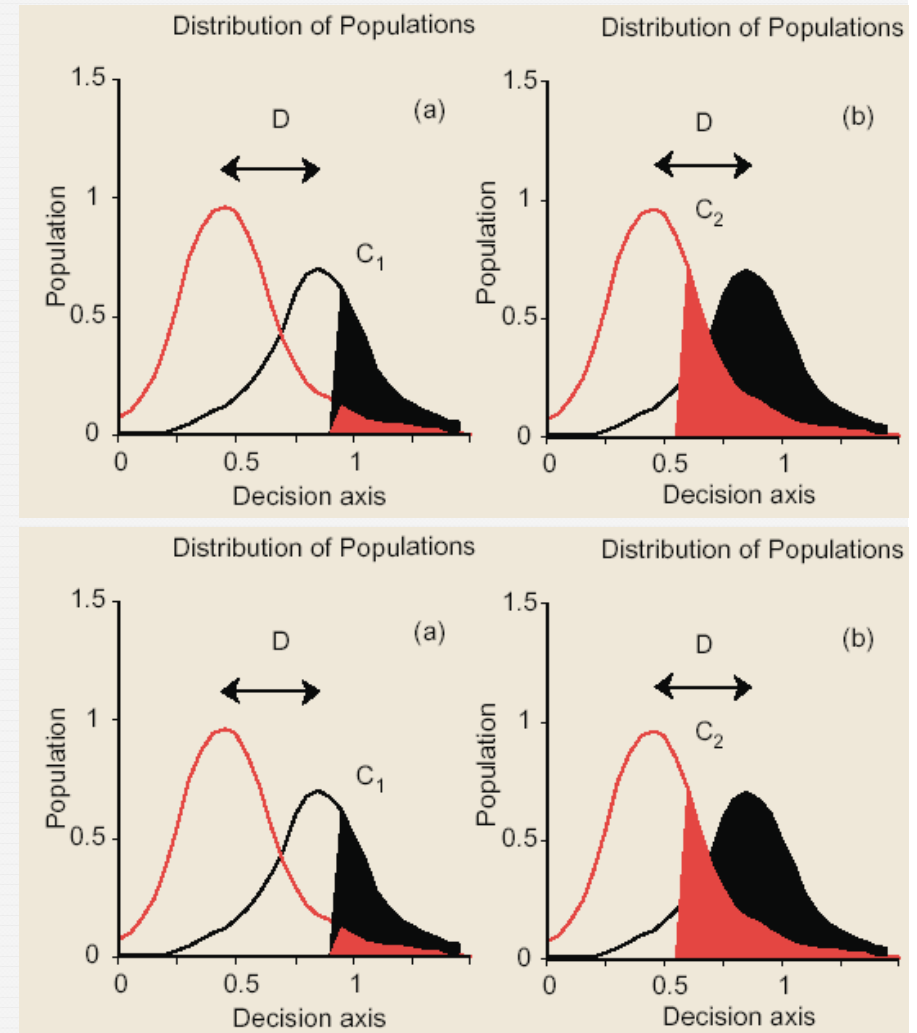 Distribution of Populations
1.5
D
(a)
1
C1
Population
0.5
0
0
0.5
1
Decision axis
Distribution of Populations
1.5
D
(b)
1
C2
Population
0.5
0
0
0.5
1
Decision axis
Distribution of Populations
1.5
D
(a)
1
C1
Population
0.5
0
0
0.5
1
Decision axis
Distribution of Populations
1.5
D
(b)
1
C2
Population
0.5
0
0
0.5
1
Decision axis